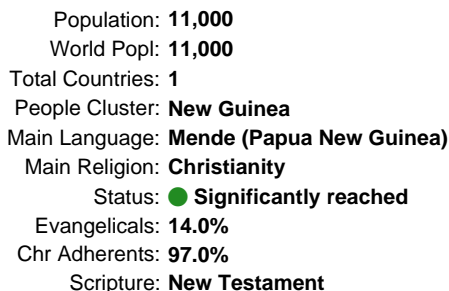 Population: 11,000
World Popl: 11,000
Total Countries: 1
People Cluster: New Guinea
Main Language: Mende (Papua New Guinea)
Main Religion: Christianity
Status: Significantly reached
Evangelicals: 14.0%
Chr Adherents: 97.0%
Scripture: New Testament